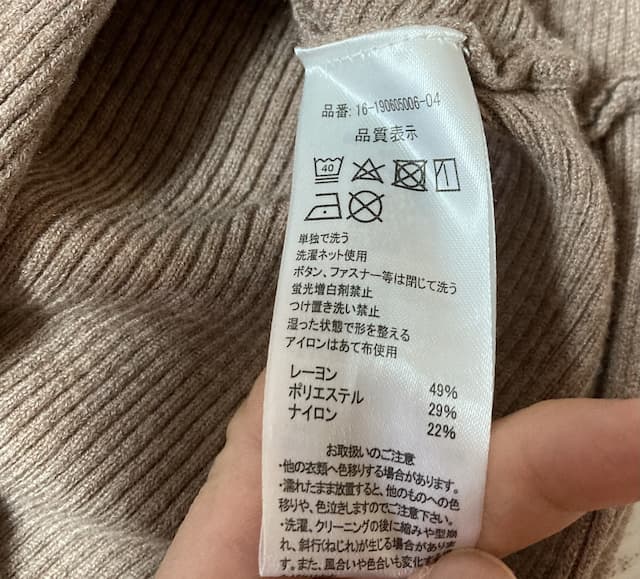 品番: 16-190605006-04
品質表示
40
単独で洗う
洗濯ネット使用
ボタン、ファスナー等は閉じて洗う
蛍光増白剤禁止
つけ置き洗い禁止
湿った状態で形を整える
アイロンはあて布使用
レーヨン 49%
ポリエステル 29%
ナイロン 22%
お取扱いのご注意
・他の衣類へ色移りする場合があります。
・濡れたまま放置すると、他のものへの色
移りや、色泣きしますのでご注意下さい。
・洗濯、クリーニングの後に縮みや型崩
れ、斜行(ねじれ)が生じる場合があ
す。また、風合いや色合いも変化す